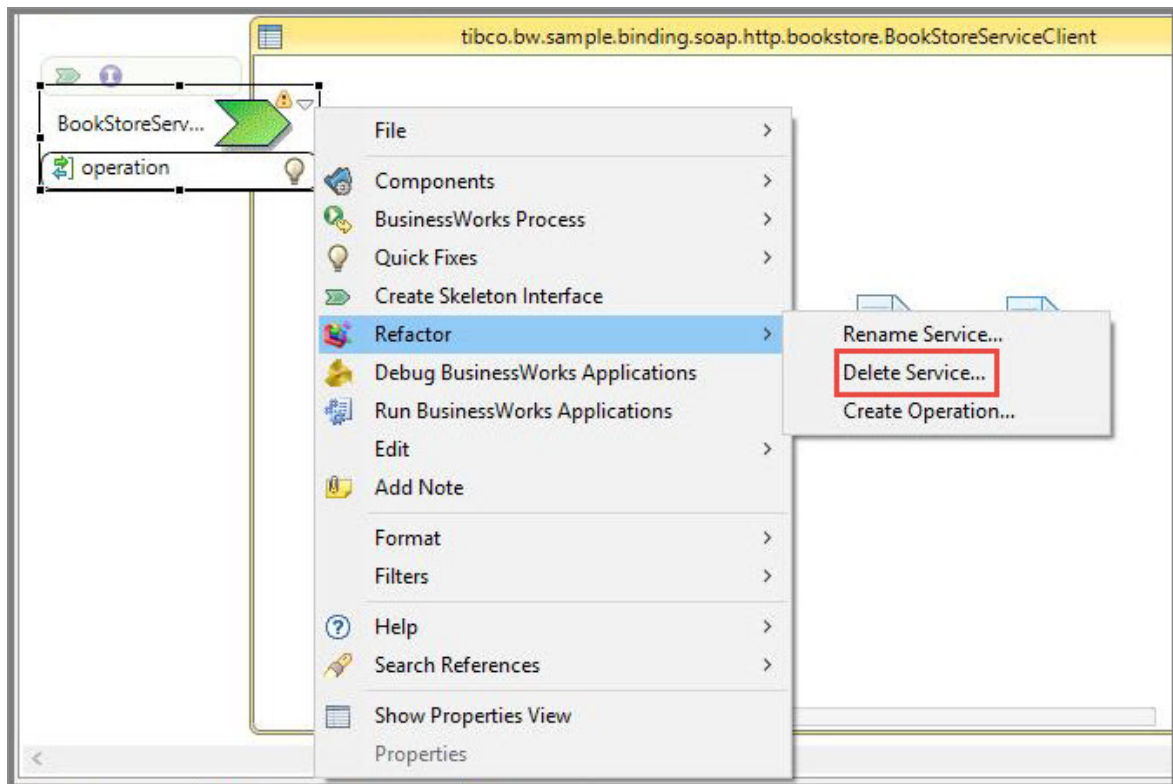 tibco.bw.sample.binding.soap.http.bookstore.BookStoreServiceClient
BookStoreServ...
operation
File
Components
BusinessWorks Process
Quick Fixes
Create Skeleton Interface
Refactor
Rename Service...
Delete Service...
Create Operation...
Debug BusinessWorks Applications
Run BusinessWorks Applications
Edit
Add Note
Format
Filters
Help
Search References
Show Properties View
Properties